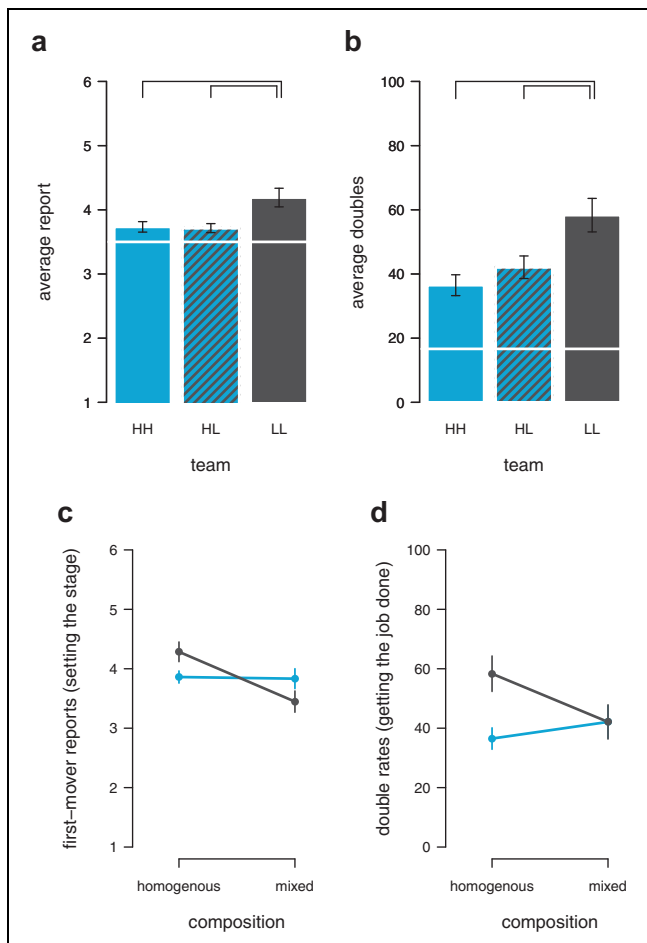 a
6
5
4
3
2
1
average report
HH HL LL
team
b
100
80
60
40
20
0
average doubles
HH HL LL
team
c
6
5
4
3
2
1
first−mover reports (setting the stage)
homogenous mixed
composition
d
100
80
60
40
20
0
double rates (getting the job done)
homogenous mixed
composition